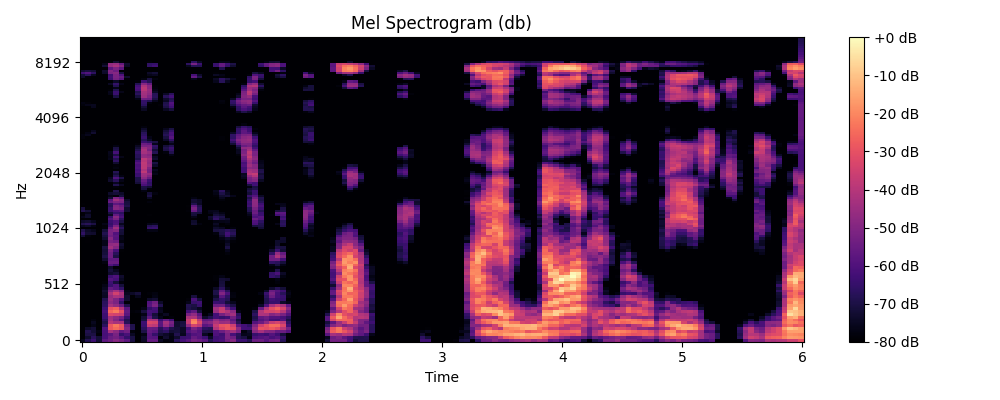 Mel Spectrogram (db)
Hz
8192
4096
2048
1024
512
0
0 1 2 3 4 5 6
Time
+0 dB
-10 dB
-20 dB
-30 dB
-40 dB
-50 dB
-60 dB
-70 dB
-80 dB